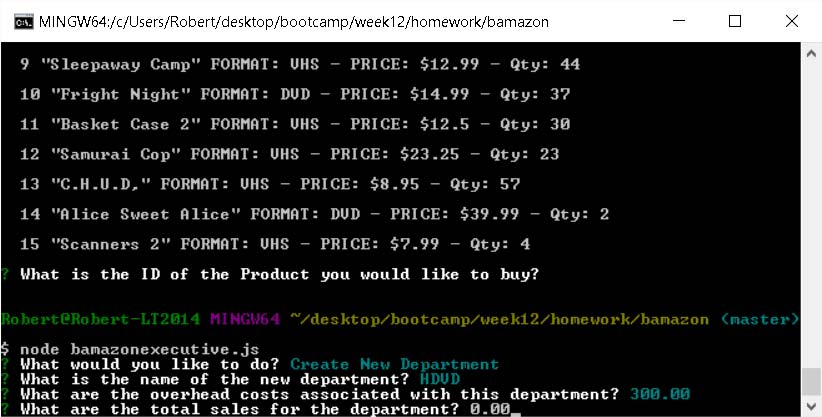 MINGW64:/c/Users/Robert/desktop/bootcamp/week12/homework/bamazon
9 "Sleepaway Camp" FORMAT: VHS - PRICE: $12.99 - Qty: 44
10 "Fright Night" FORMAT: DVD - PRICE: $14.99 - Qty: 37
11 "Basket Case 2" FORMAT: VHS - PRICE: $12.5 - Qty: 30
12 "Samurai Cop" FORMAT: VHS - PRICE: $23.25 - Qty: 23
13 "C.H.U.D," FORMAT: VHS - PRICE: $8.95 - Qty: 57
14 "Alice Sweet Alice" FORMAT: DVD - PRICE: $39.99 - Qty: 2
15 "Scanners 2" FORMAT: VHS - PRICE: $7.99 - Qty: 4
? What is the ID of the Product you would like to buy?
Robert@Robert-LT2014 MINGW64 ~/desktop/bootcamp/week12/homework/bamazon (master)
$ node bamazonexecutive.js
? What would you like to do? Create New Department
? What is the name of the new department? HDVD
? What are the overhead costs associated with this department? 300.00
? What are the total sales for the department? 0.00